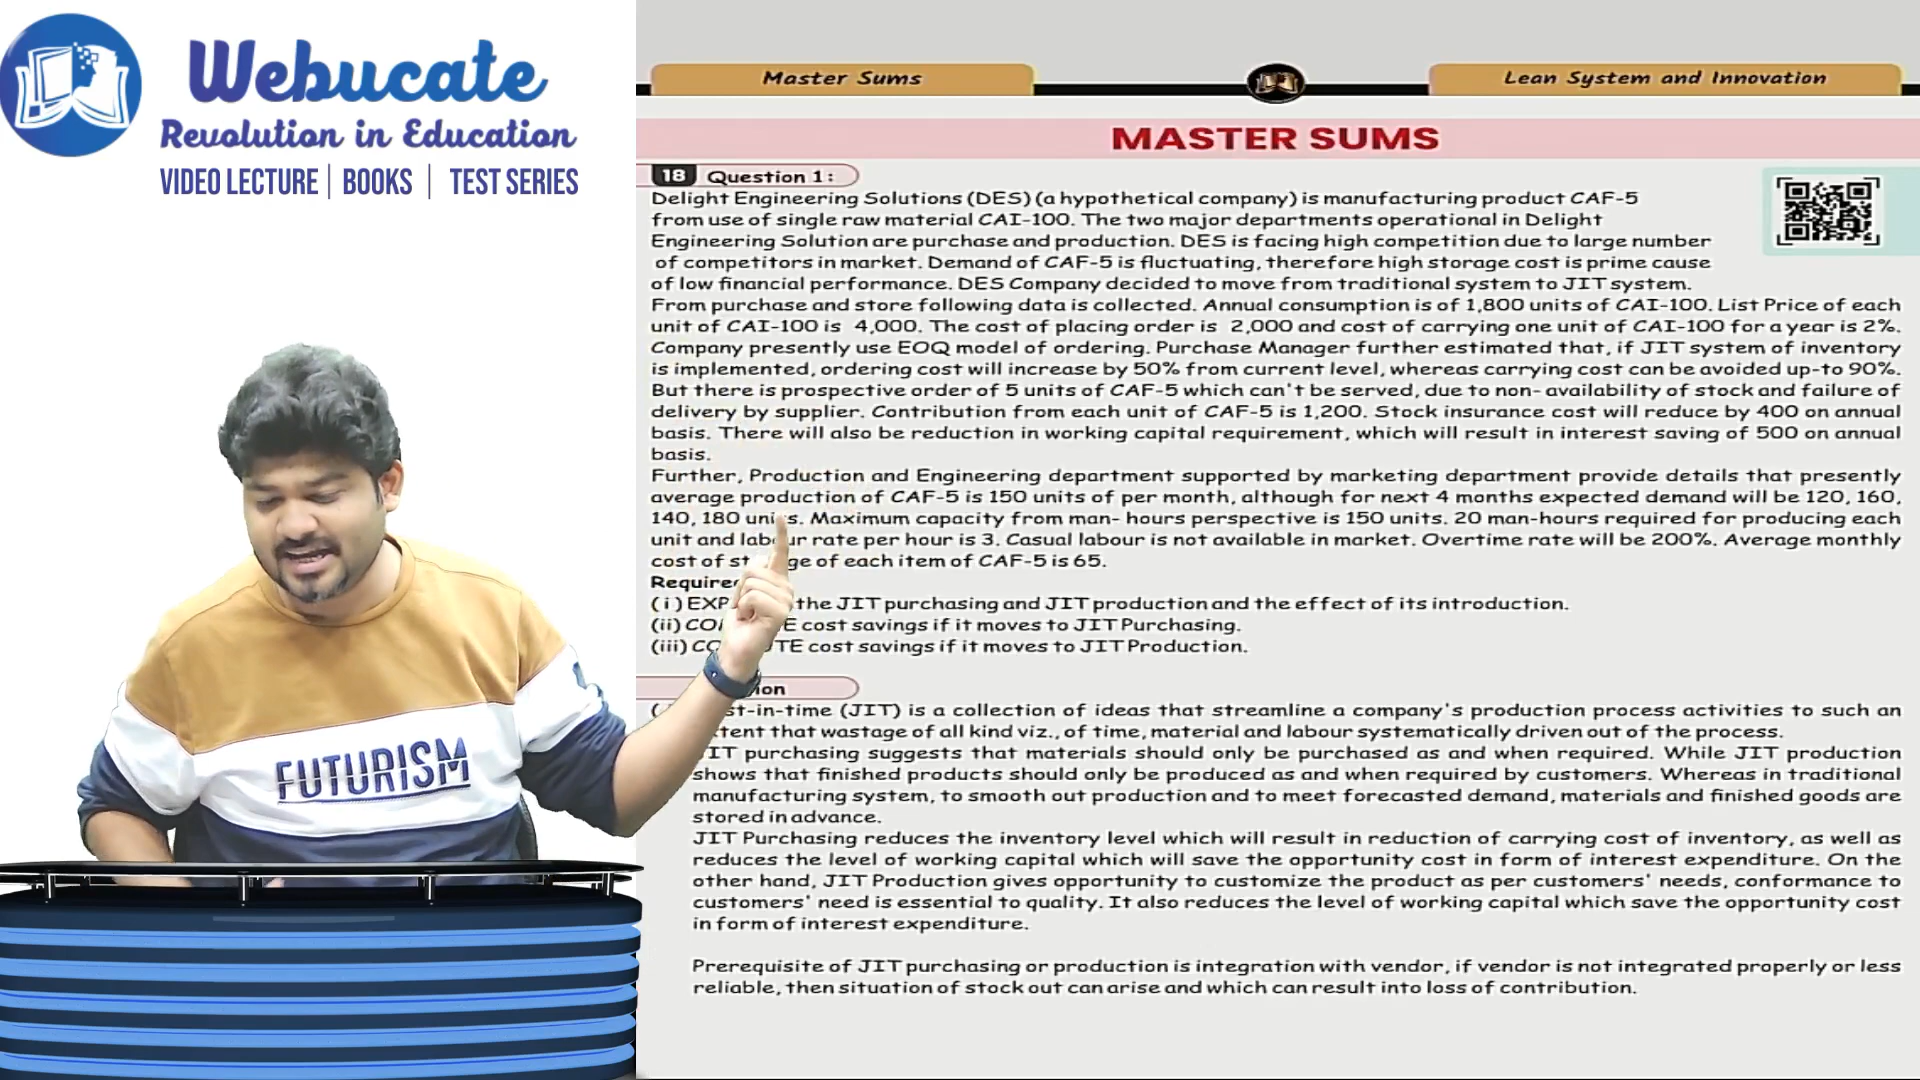 Webucate
Revolution in Education
VIDEO LECTURE | BOOKS | TEST SERIES
FUTURISM
Master Sums
Lean System and Innovation
MASTER SUMS
18 Question 1:
Delight Engineering Solutions (DES) (a hypothetical company) is manufacturing product CAF-5
from use of single raw material CAI-100. The two major departments operational in Delight
Engineering Solution are purchase and production. DES is facing high competition due to large number
of competitors in market. Demand of CAF-5 is fluctuating, therefore high storage cost is prime cause
of low financial performance. DES Company decided to move from traditional system to JIT system.
From purchase and store following data is collected. Annual consumption is of 1,800 units of CAI-100. List Price of each
unit of CAI-100 is 4,000. The cost of placing order is 2,000 and cost of carrying one unit of CAI-100 for a year is 2%.
Company presently use EOQ model of ordering. Purchase Manager further estimated that, if JIT system of inventory
is implemented, ordering cost will increase by 50% from current level, whereas carrying cost can be avoided up-to 90%.
But there is prospective order of 5 units of CAF-5 which can't be served, due to non- availability of stock and failure of
delivery by supplier. Contribution from each unit of CAF-5 is 1,200. Stock insurance cost will reduce by 400 on annual
basis. There will also be reduction in working capital requirement, which will result in interest saving of 500 on annual
basis.
Further, Production and Engineering department supported by marketing department provide details that presently
average production of CAF-5 is 150 units of per month, although for next 4 months expected demand will be 120, 160,
140, 180 units. Maximum capacity from man- hours perspective is 150 units. 20 man-hours required for producing each
unit and labour rate per hour is 3. Casual labour is not available in market. Overtime rate will be 200%. Average monthly
cost of st ge of each item of CAF-5 is 65.
Require
(i) EXP the JIT purchasing and JIT production and the effect of its introduction.
(ii) CO E cost savings if it moves to JIT Purchasing.
(iii) CO TE cost savings if it moves to JIT Production.
ion
st-in-time (JIT) is a collection of ideas that streamline a company's production process activities to such an
tent that wastage of all kind viz., of time, material and labour systematically driven out of the process.
JIT purchasing suggests that materials should only be purchased as and when required. While JIT production
shows that finished products should only be produced as and when required by customers. Whereas in traditional
manufacturing system, to smooth out production and to meet forecasted demand, materials and finished goods are
stored in advance.
JIT Purchasing reduces the inventory level which will result in reduction of carrying cost of inventory, as well as
reduces the level of working capital which will save the opportunity cost in form of interest expenditure. On the
other hand, JIT Production gives opportunity to customize the product as per customers' needs, conformance to
customers' need is essential to quality. It also reduces the level of working capital which save the opportunity cost
in form of interest expenditure.
Prerequisite of JIT purchasing or production is integration with vendor, if vendor is not integrated properly or less
reliable, then situation of stock out can arise and which can result into loss of contribution.